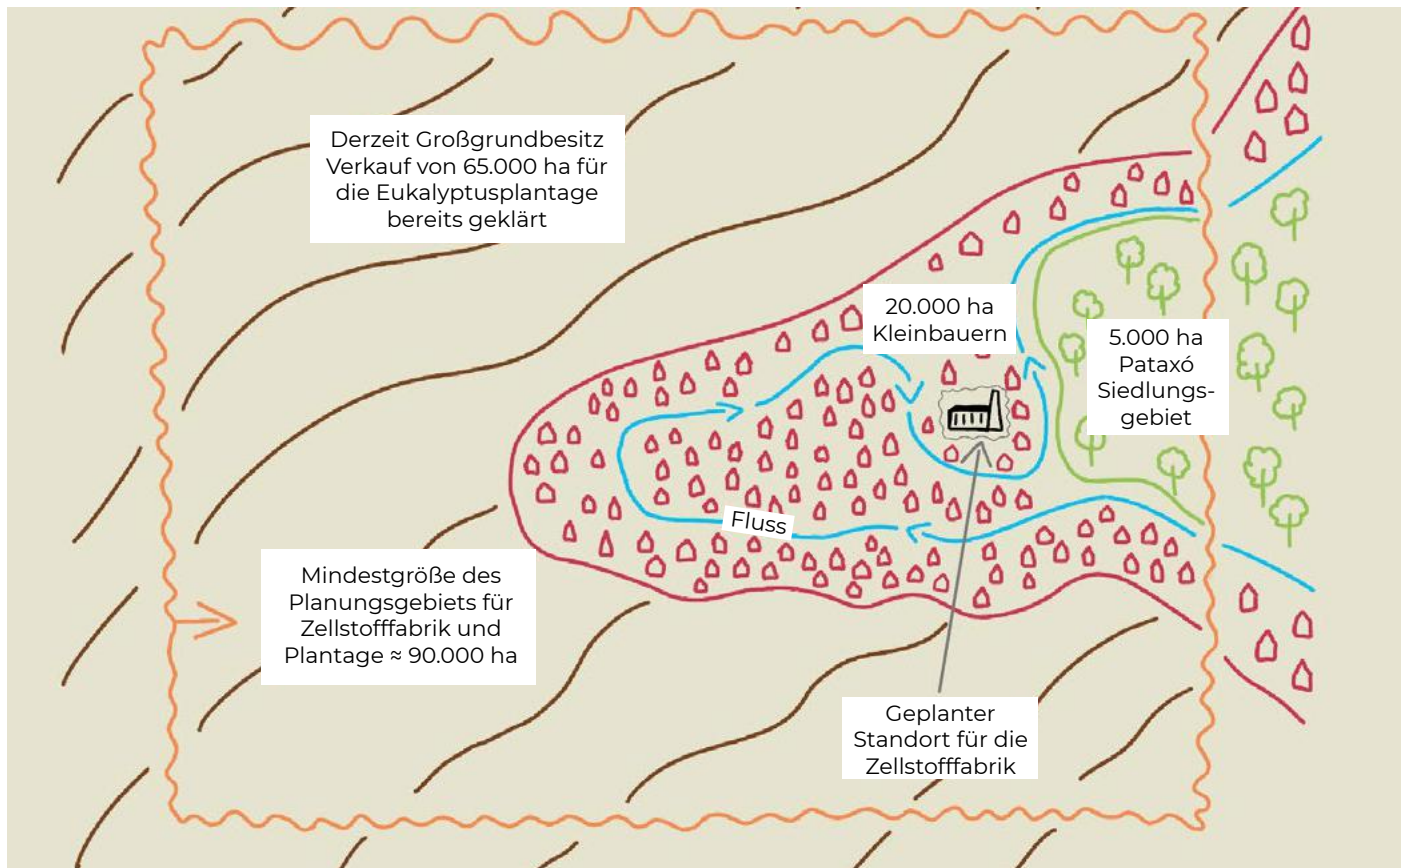 Derzeit Großgrundbesitz
Verkauf von 65.000 ha für
die Eukalyptusplantage
bereits geklärt
20.000 ha
Kleinbauern
5.000 ha
Pataxó
Siedlungs-
gebiet
Fluss
Mindestgröße des
Planungsgebiets für
Zellstofffabrik und
Plantage ≈ 90.000 ha
Geplanter
Standort für die
Zellstofffabrik